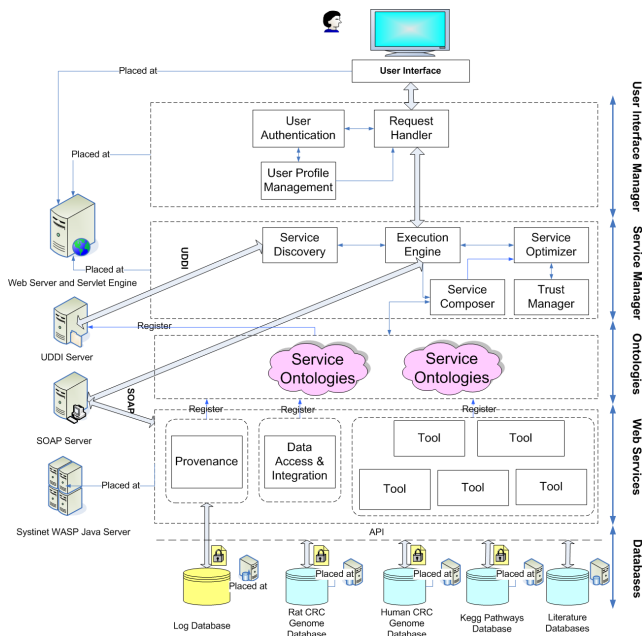 Placed at
User Interface
User Interface Manager
User
Authentication
Request
Handler
Placed at
User Profile
Management
Web Server and Servlet Engine
Placed at
UDDI
Service
Discovery
Execution
Engine
Service
Optimizer
Service
Composer
Trust
Manager
Service Manager
UDDI Server
Register
Service
Ontologies
Service
Ontologies
Ontologies
SOAP
SOAP Server
Register
Register
Register
Provenance
Data
Access &
Integration
Tool
Tool
Tool
Tool
Tool
Web Services
Placed at
Systinet WASP Java Server
API
Placed at
Placed at
Placed at
Placed at
Databases
Log Database
Rat CRC
Genome
Database
Human CRC
Genome
Database
Kegg Pathways
Database
Literature
Databases